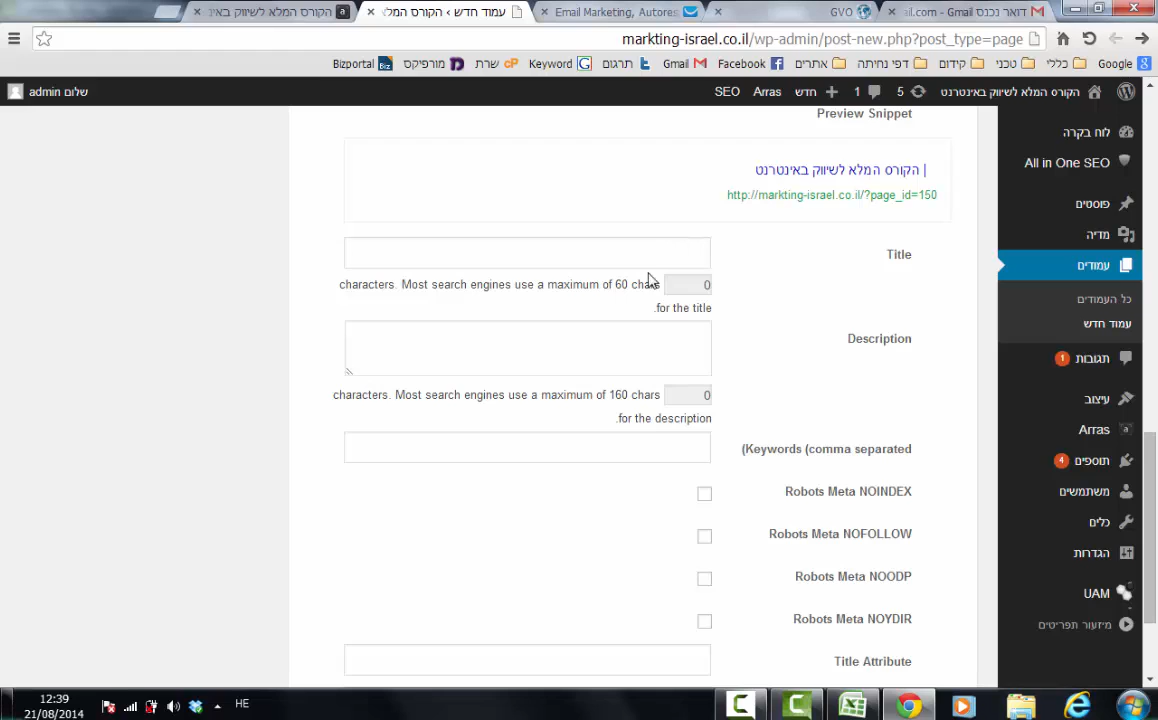 הקורס המלא לשיווק באינ
עמוד חדש › הקורס המלא
Email Marketing, Autores
GVO
דואר נכנס - Gmail
markting-israel.co.il/wp-admin/post-new.php?post_type=page
Google כללי טכני קידום דפי נחיתה אתרים Facebook Gmail תרגום Keyword שרת מורפיקס Bizportal
הקורס המלא לשיווק באינטרנט 5 1 חדש Arras SEO
שלום admin
לוח בקרה
All in One SEO
פוסטים
מדיה
עמודים
כל העמודים
עמוד חדש
תגובות 1
עיצוב
Arras
תוספים 4
משתמשים
כלים
הגדרות
UAM
מיזעור תפריטים
Preview Snippet
| הקורס המלא לשיווק באינטרנט
http://markting-israel.co.il/?page_id=150
Title
0
characters. Most search engines use a maximum of 60 chars
.for the title
Description
0
characters. Most search engines use a maximum of 160 chars
.for the description
(Keywords (comma separated
Robots Meta NOINDEX
Robots Meta NOFOLLOW
Robots Meta NOODP
Robots Meta NOYDIR
Title Attribute
HE
12:39
21/08/2014